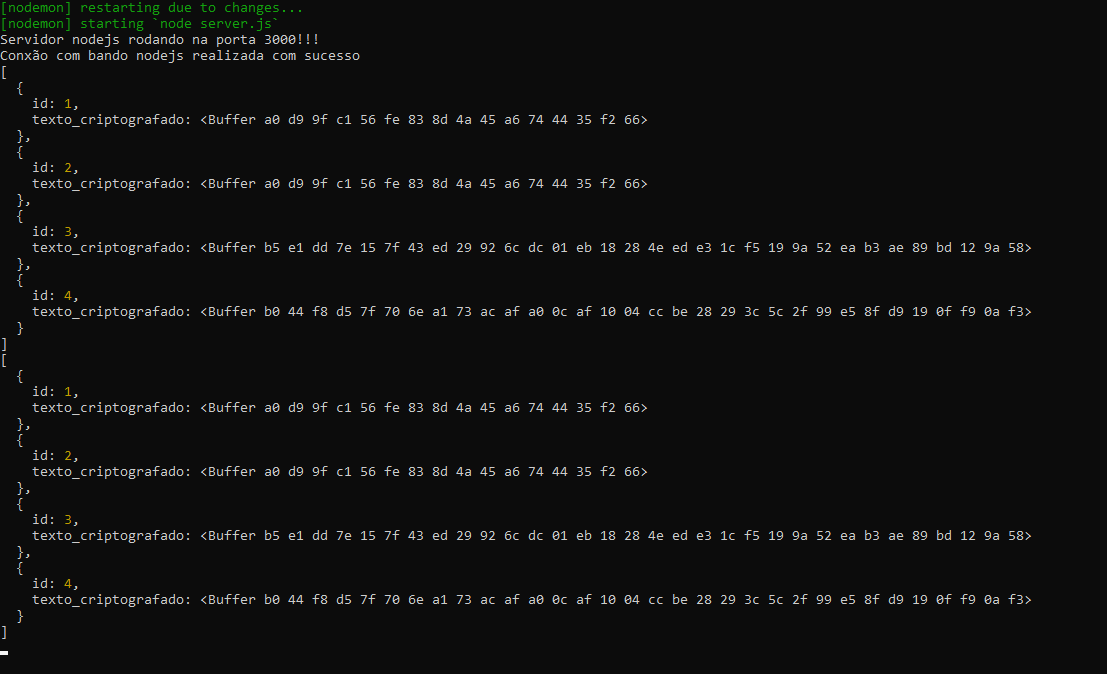 [nodemon] restarting due to changes...
[nodemon] starting `node server.js`
Servidor nodejs rodando na porta 3000!!!
Conxão com bando nodejs realizada com sucesso
[
  {
    id: 1,
    texto_criptografado: <Buffer a0 d9 9f c1 56 fe 83 8d 4a 45 a6 74 44 35 f2 66>
  },
  {
    id: 2,
    texto_criptografado: <Buffer a0 d9 9f c1 56 fe 83 8d 4a 45 a6 74 44 35 f2 66>
  },
  {
    id: 3,
    texto_criptografado: <Buffer b5 e1 dd 7e 15 7f 43 ed 29 92 6c dc 01 eb 18 28 4e ed e3 1c f5 19 9a 52 ea b3 ae 89 bd 12 9a 58>
  },
  {
    id: 4,
    texto_criptografado: <Buffer b0 44 f8 d5 7f 70 6e a1 73 ac af a0 0c af 10 04 cc be 28 29 3c 5c 2f 99 e5 8f d9 19 0f f9 0a f3>
  }
]
[
  {
    id: 1,
    texto_criptografado: <Buffer a0 d9 9f c1 56 fe 83 8d 4a 45 a6 74 44 35 f2 66>
  },
  {
    id: 2,
    texto_criptografado: <Buffer a0 d9 9f c1 56 fe 83 8d 4a 45 a6 74 44 35 f2 66>
  },
  {
    id: 3,
    texto_criptografado: <Buffer b5 e1 dd 7e 15 7f 43 ed 29 92 6c dc 01 eb 18 28 4e ed e3 1c f5 19 9a 52 ea b3 ae 89 bd 12 9a 58>
  },
  {
    id: 4,
    texto_criptografado: <Buffer b0 44 f8 d5 7f 70 6e a1 73 ac af a0 0c af 10 04 cc be 28 29 3c 5c 2f 99 e5 8f d9 19 0f f9 0a f3>
  }
]